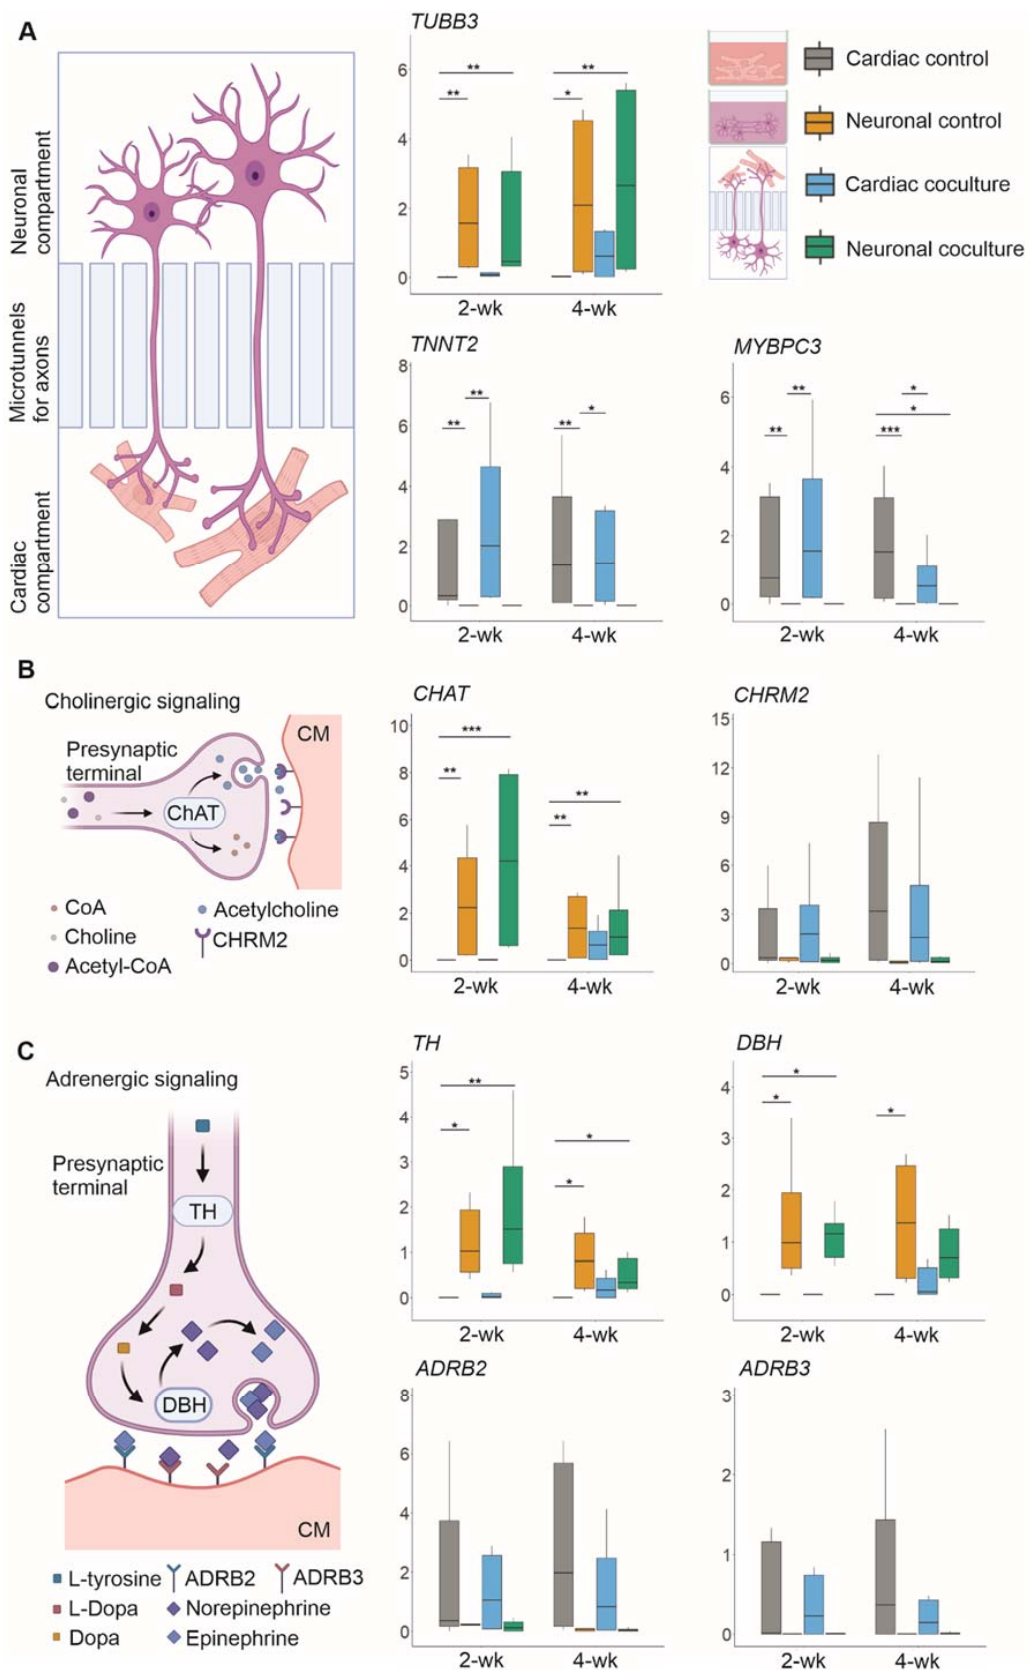 A
Neuronal
compartment
Microtunnels
for axons
Cardiac
compartment
TUBB3
6
4
2
0
**
**
*
**
2-wk
4-wk
Cardiac control
Neuronal control
Cardiac coculture
Neuronal coculture
TNNT2
8
6
4
2
0
**
**
**
*
2-wk
4-wk
MYBPC3
6
4
2
0
**
**
*
*
***
2-wk
4-wk
B
Cholinergic signaling
Presynaptic
terminal
ChAT
CM
CoA
Choline
Acetyl-CoA
Acetylcholine
CHRM2
CHAT
10
8
6
4
2
0
***
**
**
**
2-wk
4-wk
CHRM2
15
12
9
6
3
0
2-wk
4-wk
C
Adrenergic signaling
Presynaptic
terminal
TH
DBH
CM
L-tyrosine
ADRB2
ADRB3
L-Dopa
Norepinephrine
Dopa
Epinephrine
TH
5
4
3
2
1
0
**
*
*
*
2-wk
4-wk
DBH
4
3
2
1
0
*
*
*
2-wk
4-wk
ADRB2
8
6
4
2
0
2-wk
4-wk
ADRB3
3
2
1
0
2-wk
4-wk